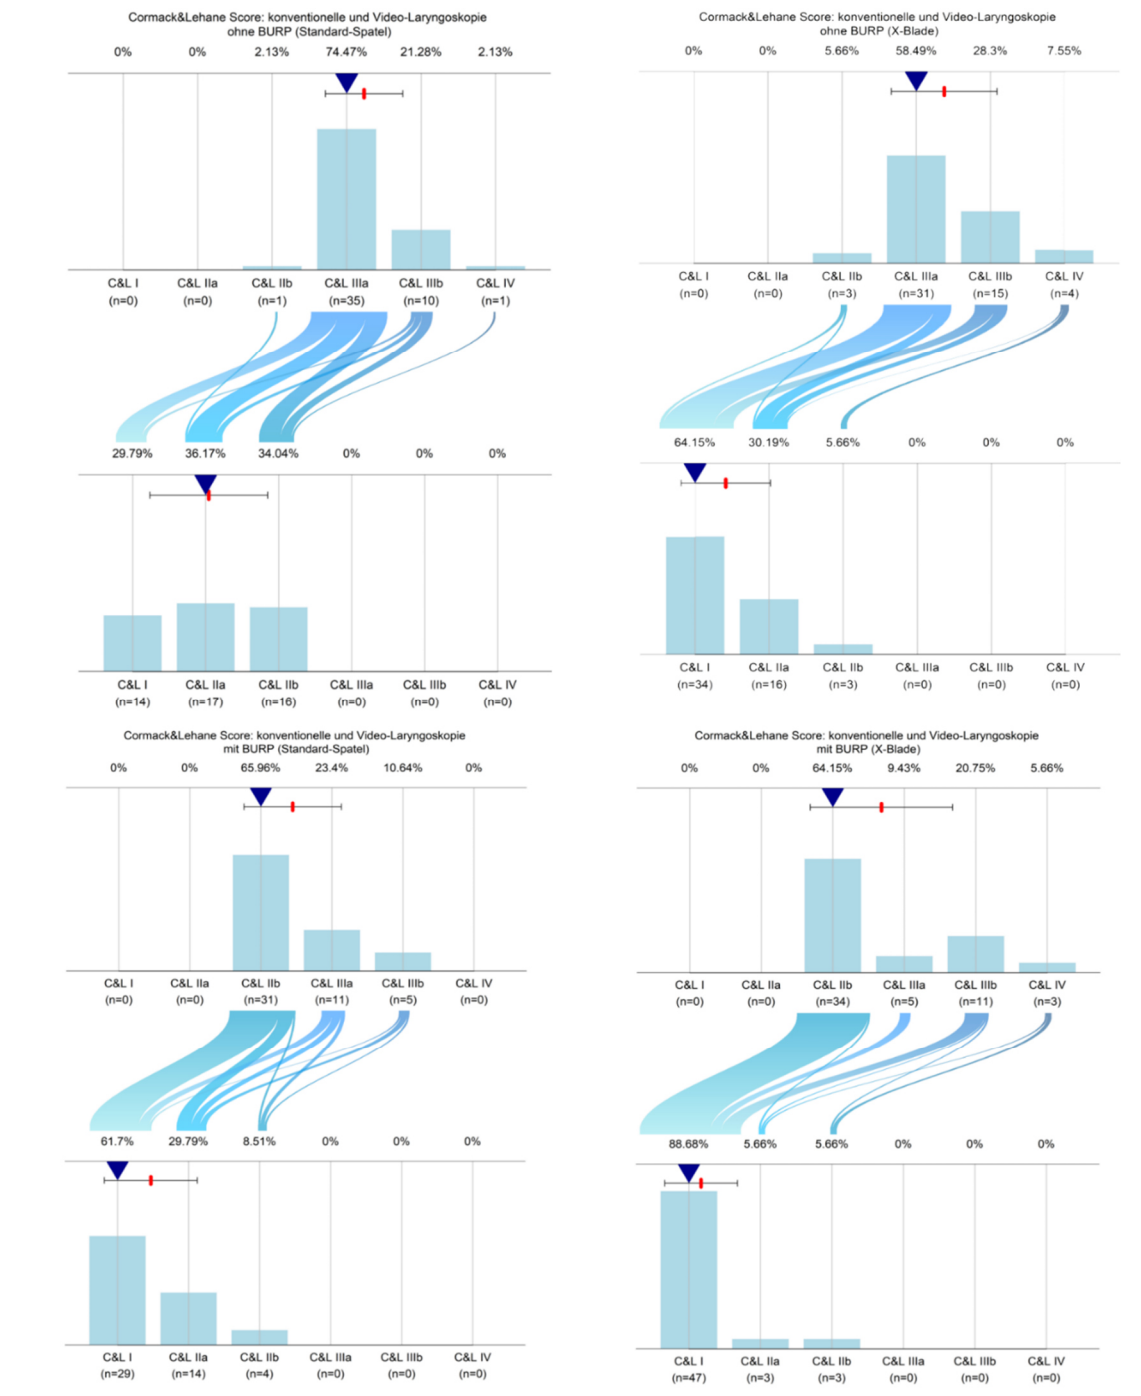 Cormack&Lehane Score: konventionelle und Video-Laryngoskopie
ohne BURP (Standard-Spatel)
0% 0% 2.13% 74.47% 21.28% 2.13%
C&L I C&L IIa C&L IIb C&L IIIa C&L IIIb C&L IV
(n=0) (n=0) (n=1) (n=35) (n=10) (n=1)
29.79% 36.17% 34.04% 0% 0% 0%
C&L I C&L IIa C&L IIb C&L IIIa C&L IIIb C&L IV
(n=14) (n=17) (n=16) (n=0) (n=0) (n=0)
Cormack&Lehane Score: konventionelle und Video-Laryngoskopie
ohne BURP (X-Blade)
0% 0% 5.66% 58.49% 28.3% 7.55%
C&L I C&L IIa C&L IIb C&L IIIa C&L IIIb C&L IV
(n=0) (n=0) (n=3) (n=31) (n=15) (n=4)
64.15% 30.19% 5.66% 0% 0% 0%
C&L I C&L IIa C&L IIb C&L IIIa C&L IIIb C&L IV
(n=34) (n=16) (n=3) (n=0) (n=0) (n=0)
Cormack&Lehane Score: konventionelle und Video-Laryngoskopie
mit BURP (Standard-Spatel)
0% 0% 65.96% 23.4% 10.64% 0%
C&L I C&L IIa C&L IIb C&L IIIa C&L IIIb C&L IV
(n=0) (n=0) (n=31) (n=11) (n=5) (n=0)
61.7% 29.79% 8.51% 0% 0% 0%
C&L I C&L IIa C&L IIb C&L IIIa C&L IIIb C&L IV
(n=29) (n=14) (n=4) (n=0) (n=0) (n=0)
Cormack&Lehane Score: konventionelle und Video-Laryngoskopie
mit BURP (X-Blade)
0% 0% 64.15% 9.43% 20.75% 5.66%
C&L I C&L IIa C&L IIb C&L IIIa C&L IIIb C&L IV
(n=0) (n=0) (n=34) (n=5) (n=11) (n=3)
88.68% 5.66% 5.66% 0% 0% 0%
C&L I C&L IIa C&L IIb C&L IIIa C&L IIIb C&L IV
(n=47) (n=3) (n=3) (n=0) (n=0) (n=0)